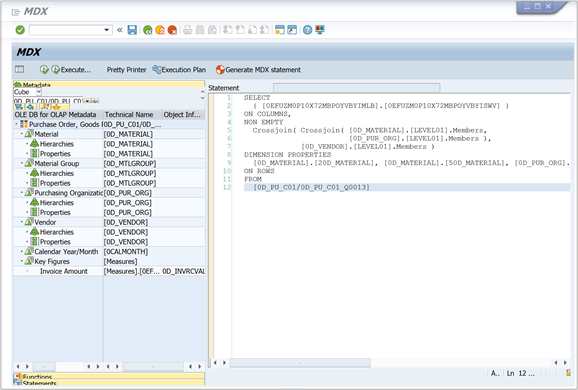 MDX
MDX
Execute... Pretty Printer Execution Plan Generate MDX statement
Metadata
Cube
0D_PU_C01/0D_PU_C01
OLE DB for OLAP Metadata Technical Name Object Inf...
Purchase Order, Goods (0D_PU_C01/0D_...
Material [0D_MATERIAL]
Hierarchies [0D_MATERIAL]
Properties [0D_MATERIAL]
Material Group [0D_MTLGROUP]
Hierarchies [0D_MTLGROUP]
Properties [0D_MTLGROUP]
Purchasing Organizatio [0D_PUR_ORG]
Hierarchies [0D_PUR_ORG]
Properties [0D_PUR_ORG]
Vendor [0D_VENDOR]
Hierarchies [0D_VENDOR]
Properties [0D_VENDOR]
Calendar Year/Month [0CALMONTH]
Key Figures [Measures]
Invoice Amount [Measures].[0EF... 0D_INVRCVAL
Functions
Statements
Statement
1 SELECT
2 { [0EFUZM0P10X72MBPOYVBYIMLB].[0EFUZM0P10X72MBPOYVBYISWV] }
3 ON COLUMNS,
4 NON EMPTY
5 Crossjoin( Crossjoin( [0D_MATERIAL].[LEVEL01].Members,
6 [0D_PUR_ORG].[LEVEL01].Members ),
7 [0D_VENDOR].[LEVEL01].Members )
8 DIMENSION PROPERTIES
9 [0D_MATERIAL].[20D_MATERIAL], [0D_MATERIAL].[50D_MATERIAL], [0D_PUR_ORG].
10 ON ROWS
11 FROM
12 [0D_PU_C01/0D_PU_C01_Q0013]
A.. Ln 12 ...